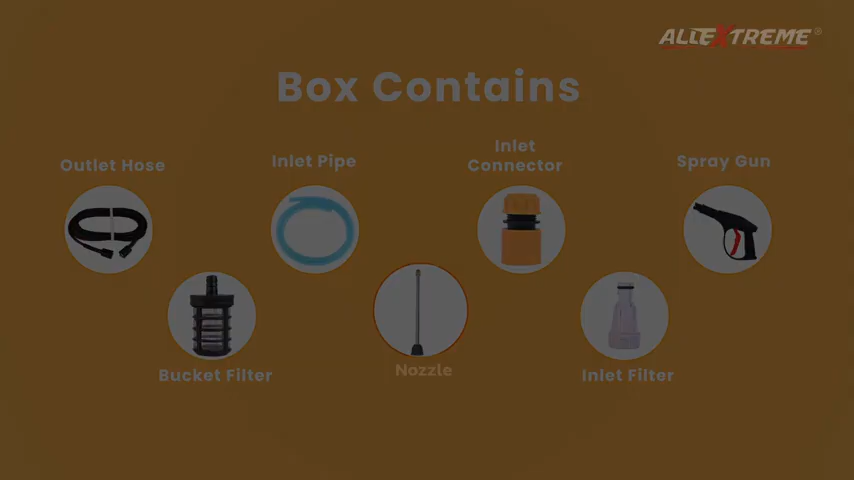 ALLEXTREME®
Box Contains
Outlet Hose
Inlet Pipe
Inlet
Connector
Spray Gun
Bucket Filter
Nozzle
Inlet Filter